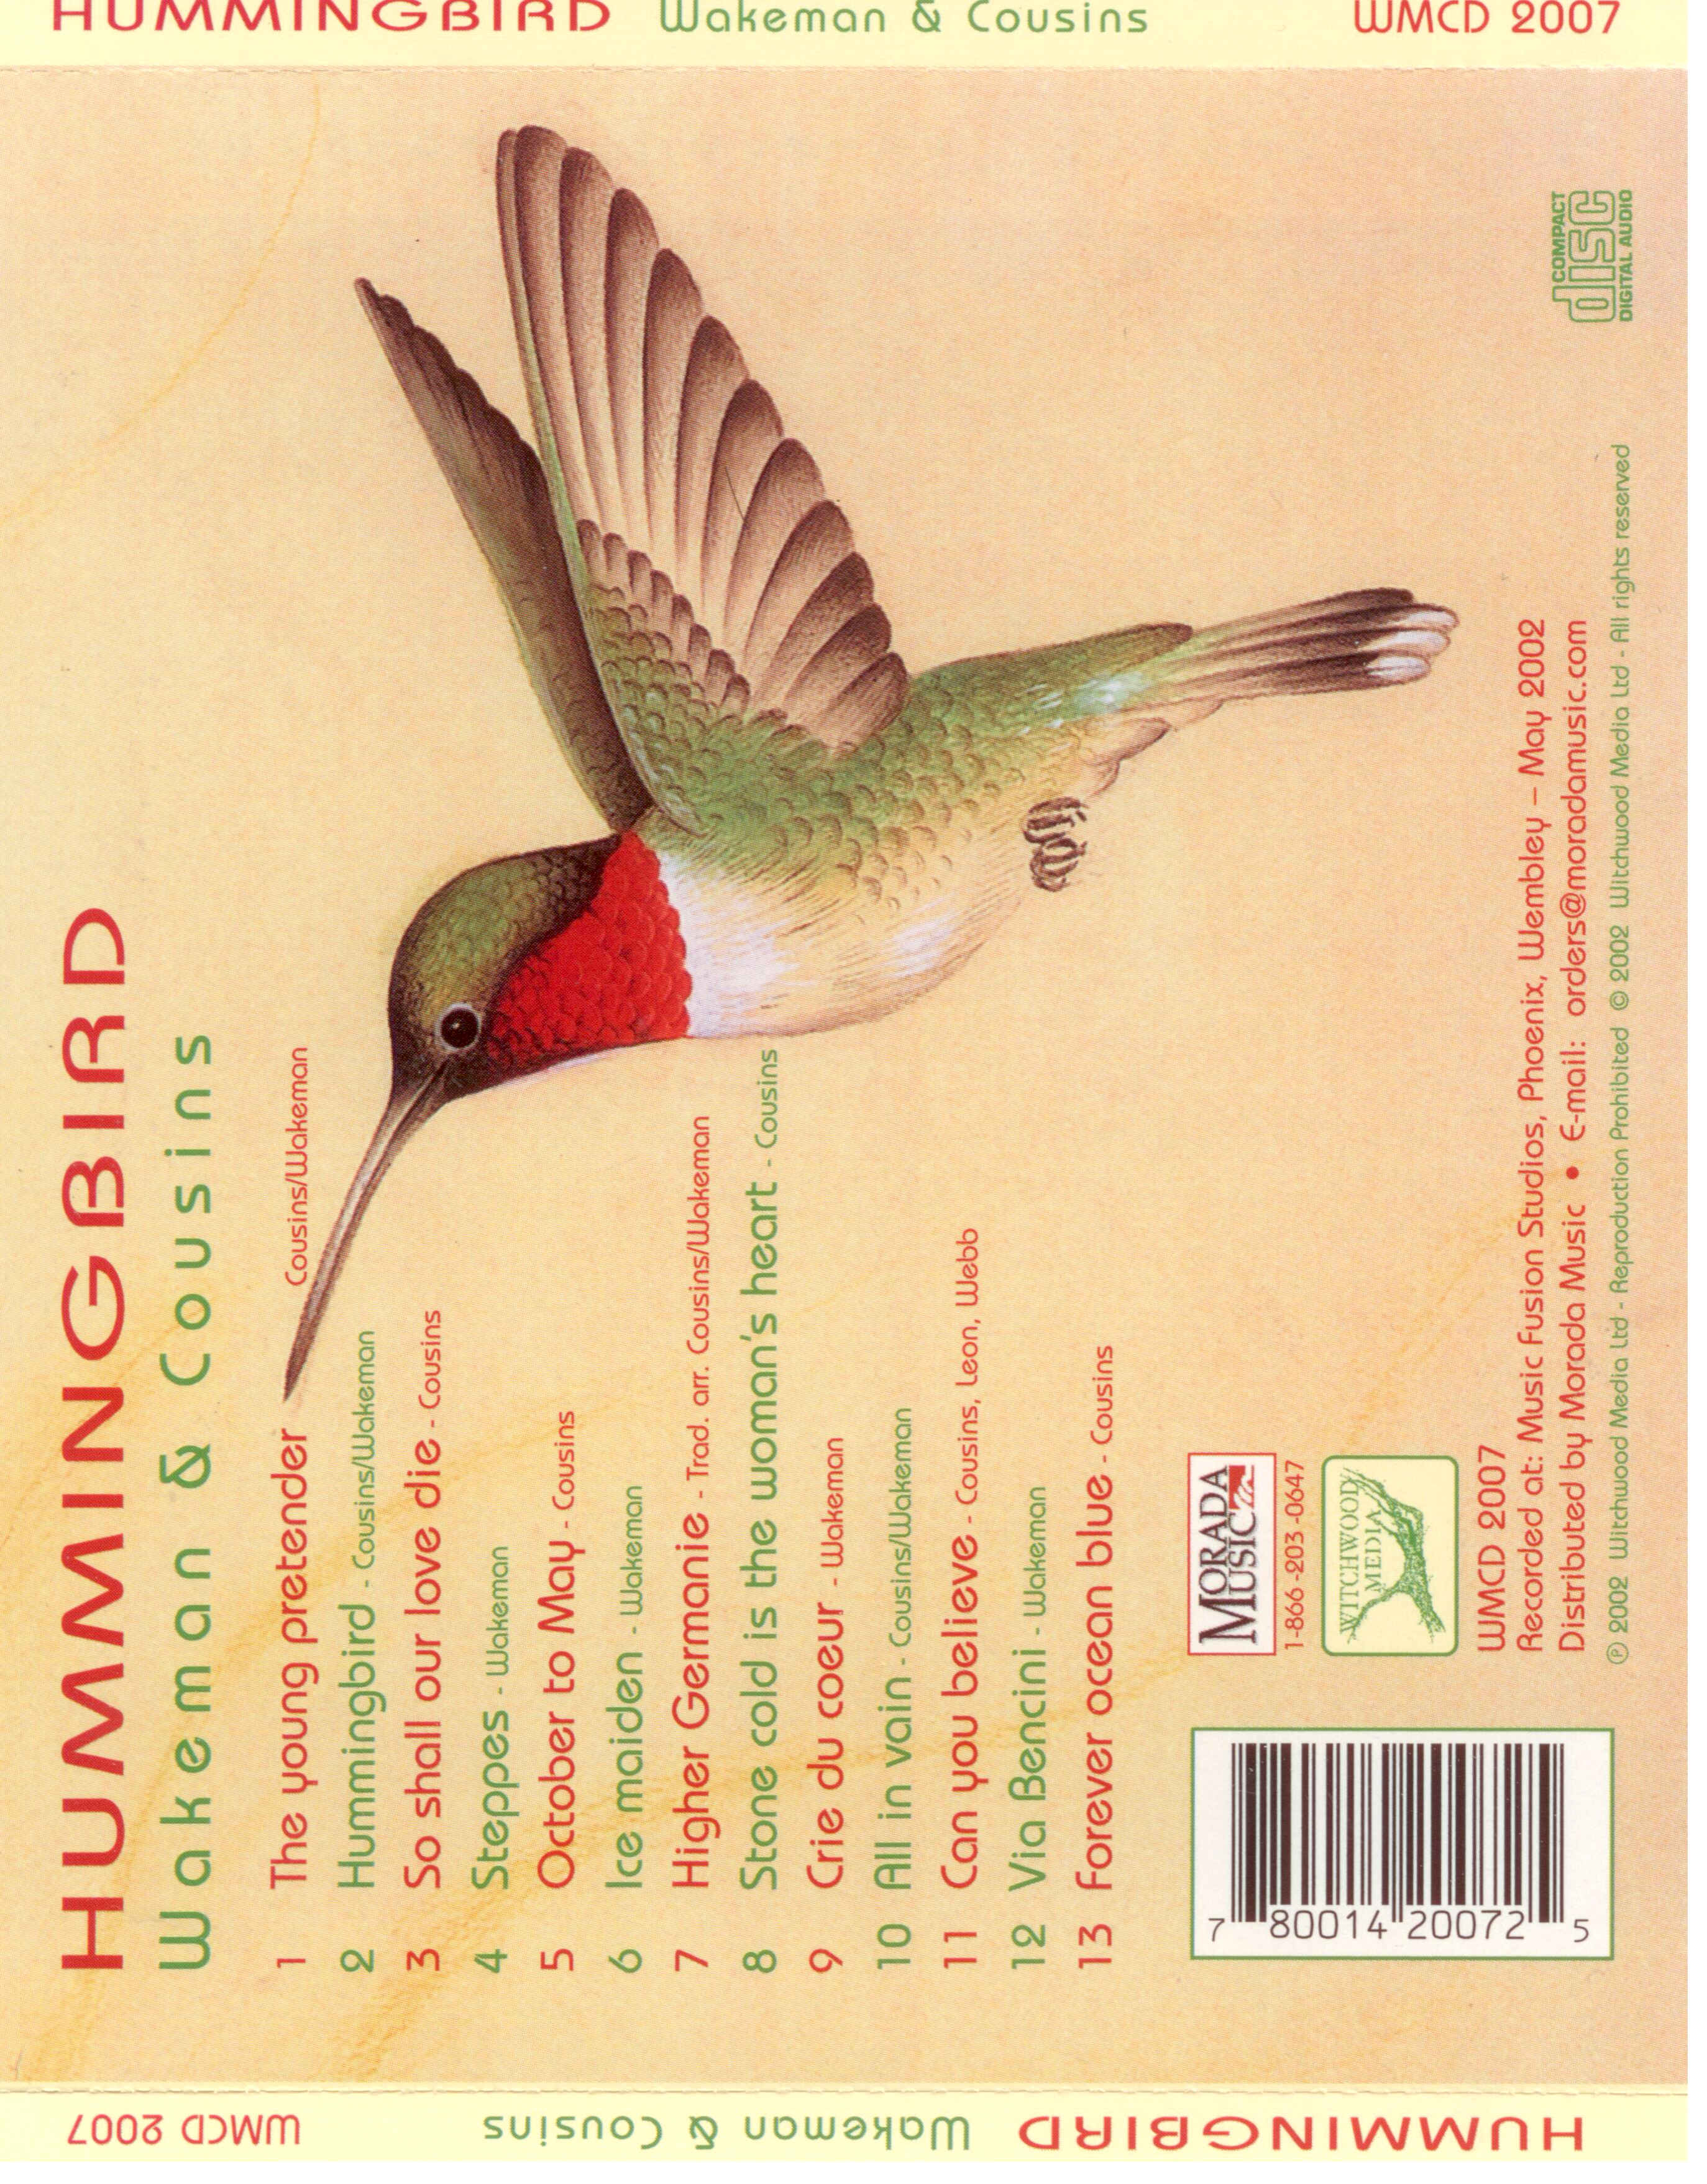 HUMMINGBIRD Wakeman & Cousins WMCD 2007
HUMMINGBIRD
Wakeman & Cousins
1 The young pretender Cousins/Wakeman
2 Hummingbird - Cousins/Wakeman
3 So shall our love die - Cousins
4 Steppes - Wakeman
5 October to May - Cousins
6 Ice maiden - Wakeman
7 Higher Germanie - Trad. arr. Cousins/Wakeman
8 Stone cold is the woman's heart - Cousins
9 Crie du coeur - Wakeman
10 All in vain - Cousins/Wakeman
11 Can you believe - Cousins, Leon, Webb
12 Via Bencini - Wakeman
13 Forever ocean blue - Cousins
7 80014 20072 5
MORADA
MUSIC
1-866-203-0647
WITCHWOOD
MEDIA
WMCD 2007
Recorded at: Music Fusion Studios, Phoenix, Wembley – May 2002
Distributed by Morada Music • E-mail: orders@moradamusic.com
℗ 2002 Witchwood Media Ltd - Reproduction Prohibited © 2002 Witchwood Media Ltd - All rights reserved
COMPACT
disc
DIGITAL AUDIO
HUMMINGBIRD Wakeman & Cousins WMCD 2007